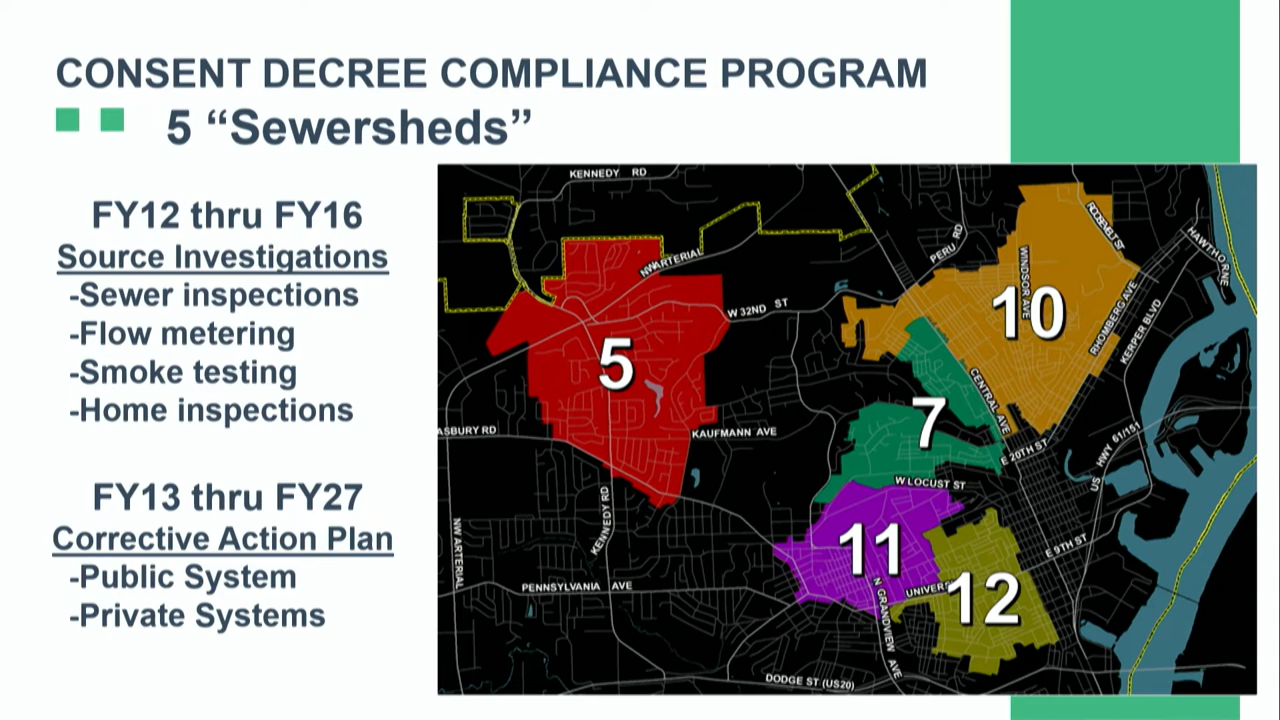 CONSENT DECREE COMPLIANCE PROGRAM
5 “Sewersheds”
FY12 thru FY16
Source Investigations
-Sewer inspections
-Flow metering
-Smoke testing
-Home inspections
FY13 thru FY27
Corrective Action Plan
-Public System
-Private Systems
KENNEDY RD
NW ARTERIAL
PERU RD
ROOSEVELT ST
HAWTHORNE
WINDSOR AVE
W 32ND ST
10
RHOMBERG AVE
KERPER BLVD
5
CENTRAL AVE
7
ASBURY RD
KAUFMANN AVE
E 20TH ST
US HWY 61/151
W LOCUST ST
KENNEDY RD
NW ARTERIAL
11
E 9TH ST
PENNSYLVANIA AVE
UNIVERS
12
N GRANDVIEW AVE
DODGE ST (US20)